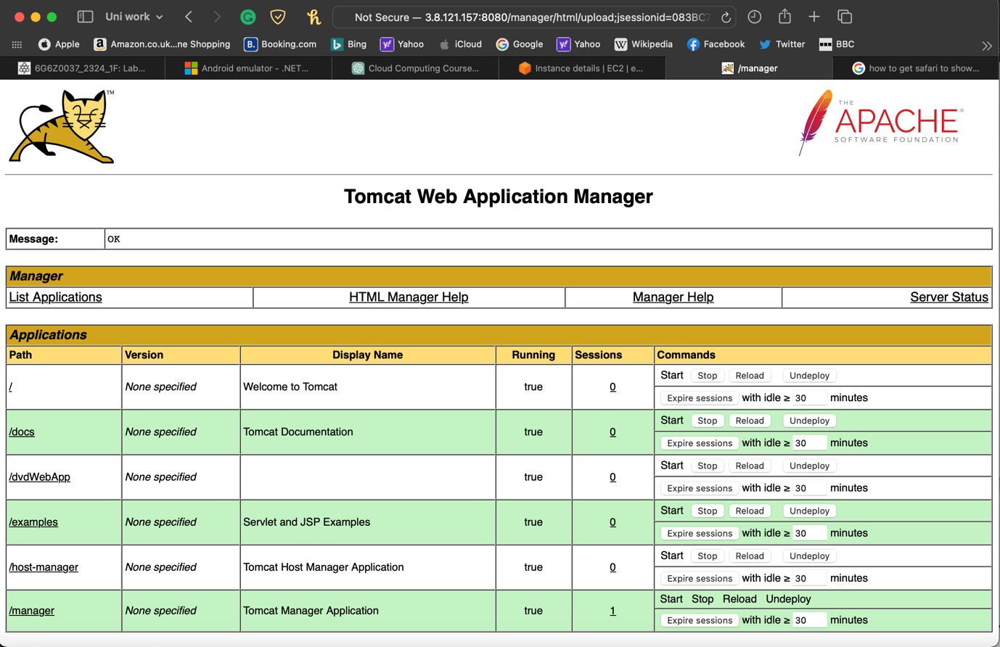 Uni work
Not Secure — 3.8.121.157:8080/manager/html/upload;jsessionid=083BC7
Apple Amazon.co.uk...ne Shopping Booking.com Bing Yahoo iCloud Google Yahoo Wikipedia Facebook Twitter BBC
6G6Z0037_2324_1F: Lab... Android emulator - .NET... Cloud Computing Course... Instance details | EC2 | e... /manager how to get safari to show...
TM
THE
APACHE®
SOFTWARE FOUNDATION
Tomcat Web Application Manager
Message: OK
Manager
List Applications HTML Manager Help Manager Help Server Status
Applications
Path Version Display Name Running Sessions Commands
/ None specified Welcome to Tomcat true 0 Start Stop Reload Undeploy
Expire sessions with idle ≥ 30 minutes
/docs None specified Tomcat Documentation true 0 Start Stop Reload Undeploy
Expire sessions with idle ≥ 30 minutes
/dvdWebApp None specified true 0 Start Stop Reload Undeploy
Expire sessions with idle ≥ 30 minutes
/examples None specified Servlet and JSP Examples true 0 Start Stop Reload Undeploy
Expire sessions with idle ≥ 30 minutes
/host-manager None specified Tomcat Host Manager Application true 0 Start Stop Reload Undeploy
Expire sessions with idle ≥ 30 minutes
/manager None specified Tomcat Manager Application true 1 Start Stop Reload Undeploy
Expire sessions with idle ≥ 30 minutes